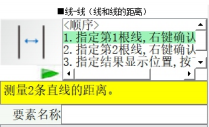 ■线-线（线和线的距离）
<顺序>
1. 指定第1根线,右键确认
2. 指定第2根线,右键确认
3. 指定结果显示位置,按
测量2条直线的距离。
要素名称